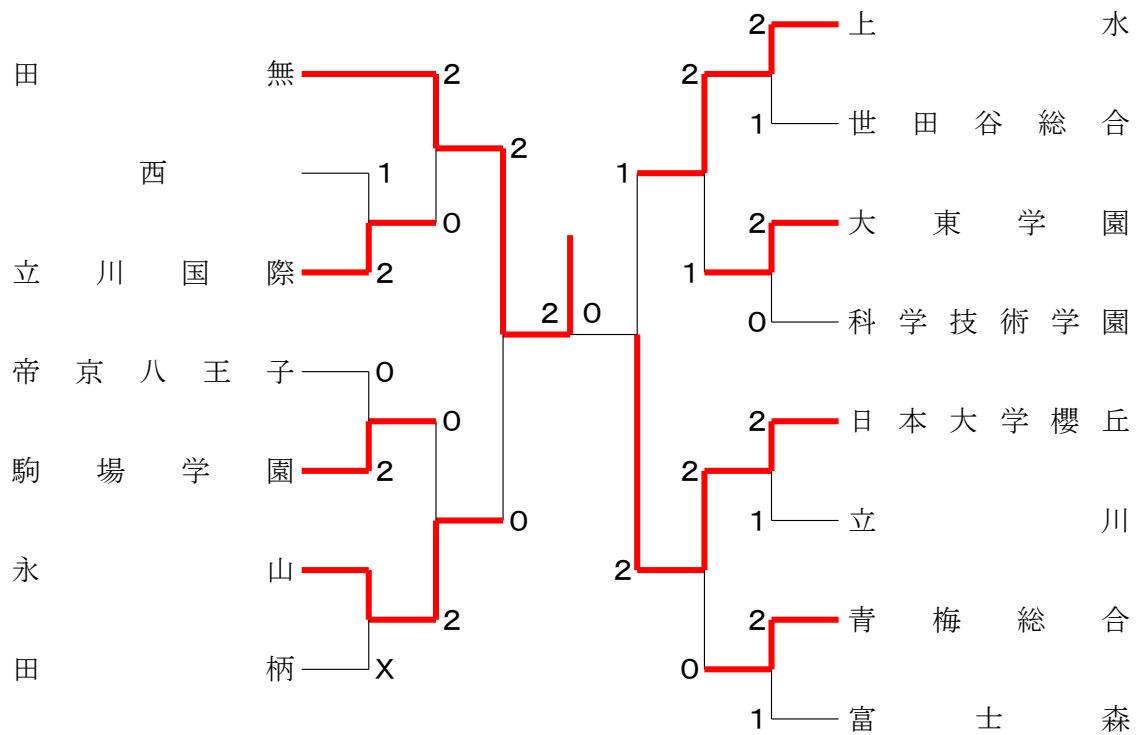 田無
2
西
1
2
0
立川国際
2
帝京八王子
0
0
駒場学園
2
0
永山
2
田柄
X
2 0
2
上水
2
1
世田谷総合
1
2
大東学園
1
0
科学技術学園
2
日本大学櫻丘
2
1
立川
2
2
青梅総合
0
1
富士森